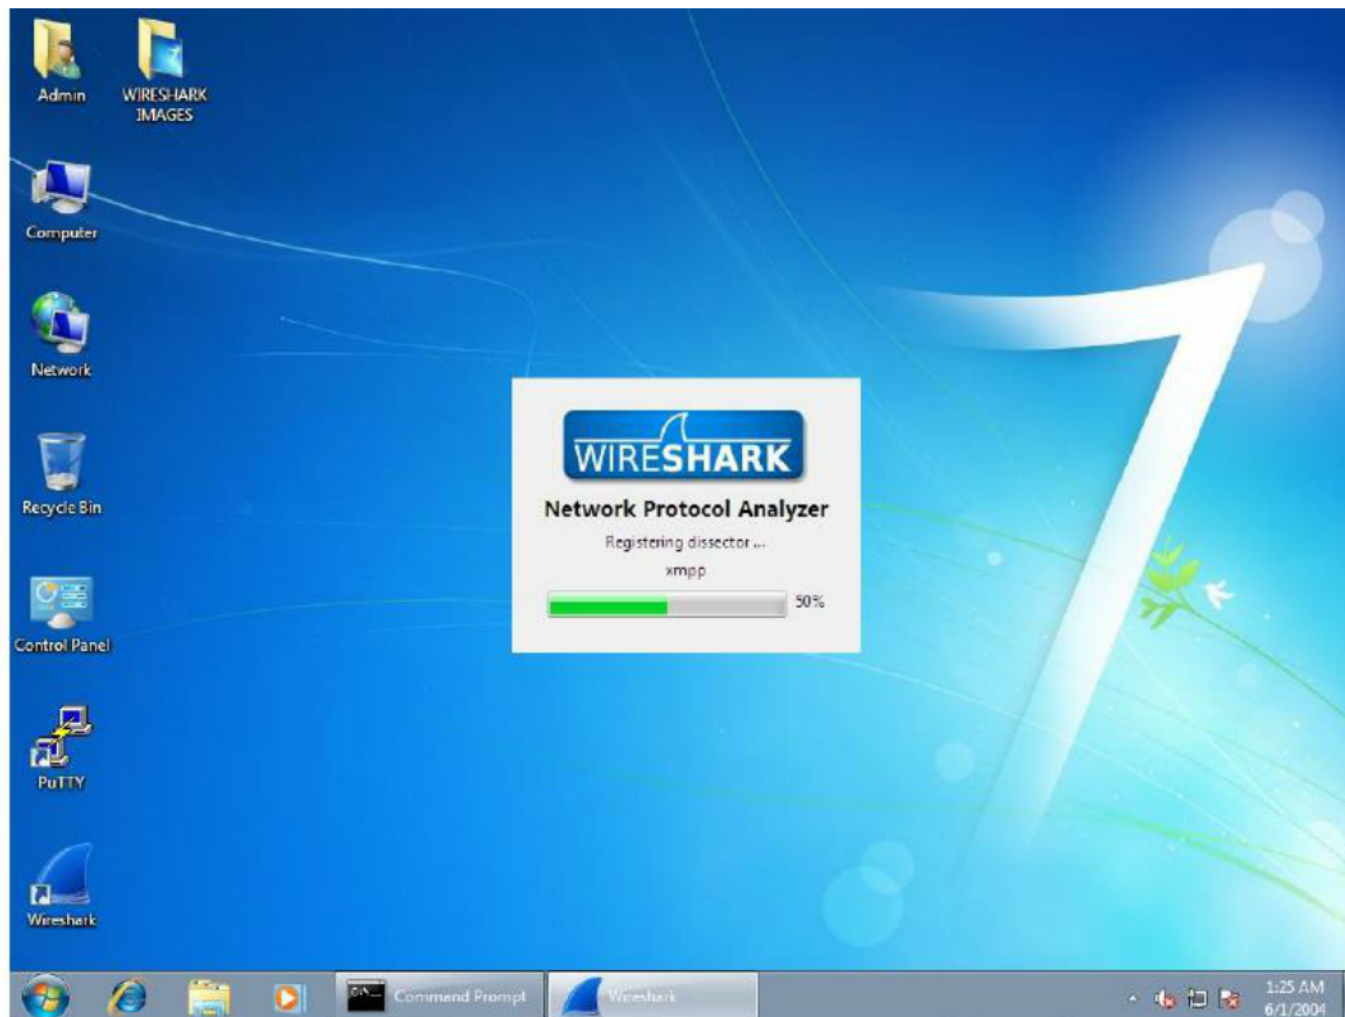 Admin
WIRESHARK
IMAGES
Computer
Network
Recycle Bin
Control Panel
PuTTY
Wireshark
WIRESHARK
Network Protocol Analyzer
Registering dissector ...
xmpp
50%
C:\_
Command Prompt
Wireshark
1:25 AM
6/1/2004